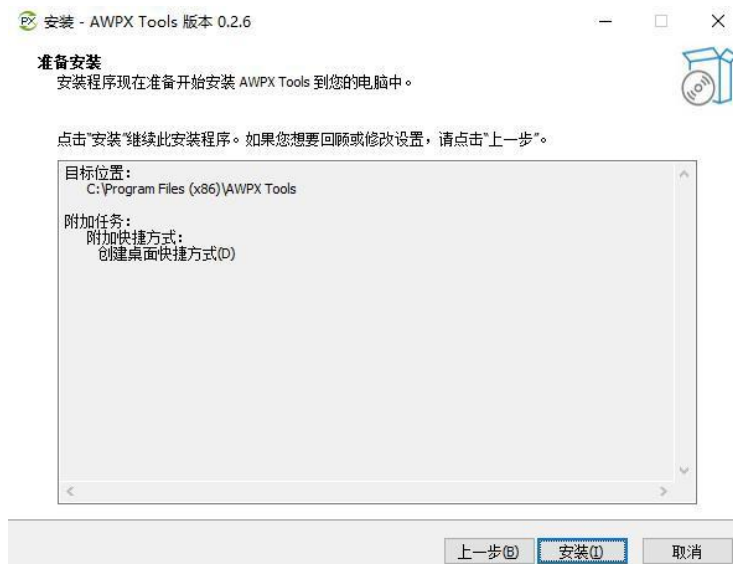 PX 安装 - AWPX Tools 版本 0.2.6
准备安装
安装程序现在准备开始安装 AWPX Tools 到您的电脑中。
点击"安装"继续此安装程序。如果您想要回顾或修改设置，请点击"上一步"。
目标位置：
C:\Program Files (x86)\AWPX Tools
附加任务：
附加快捷方式：
创建桌面快捷方式(D)
上一步(B) 安装(I) 取消